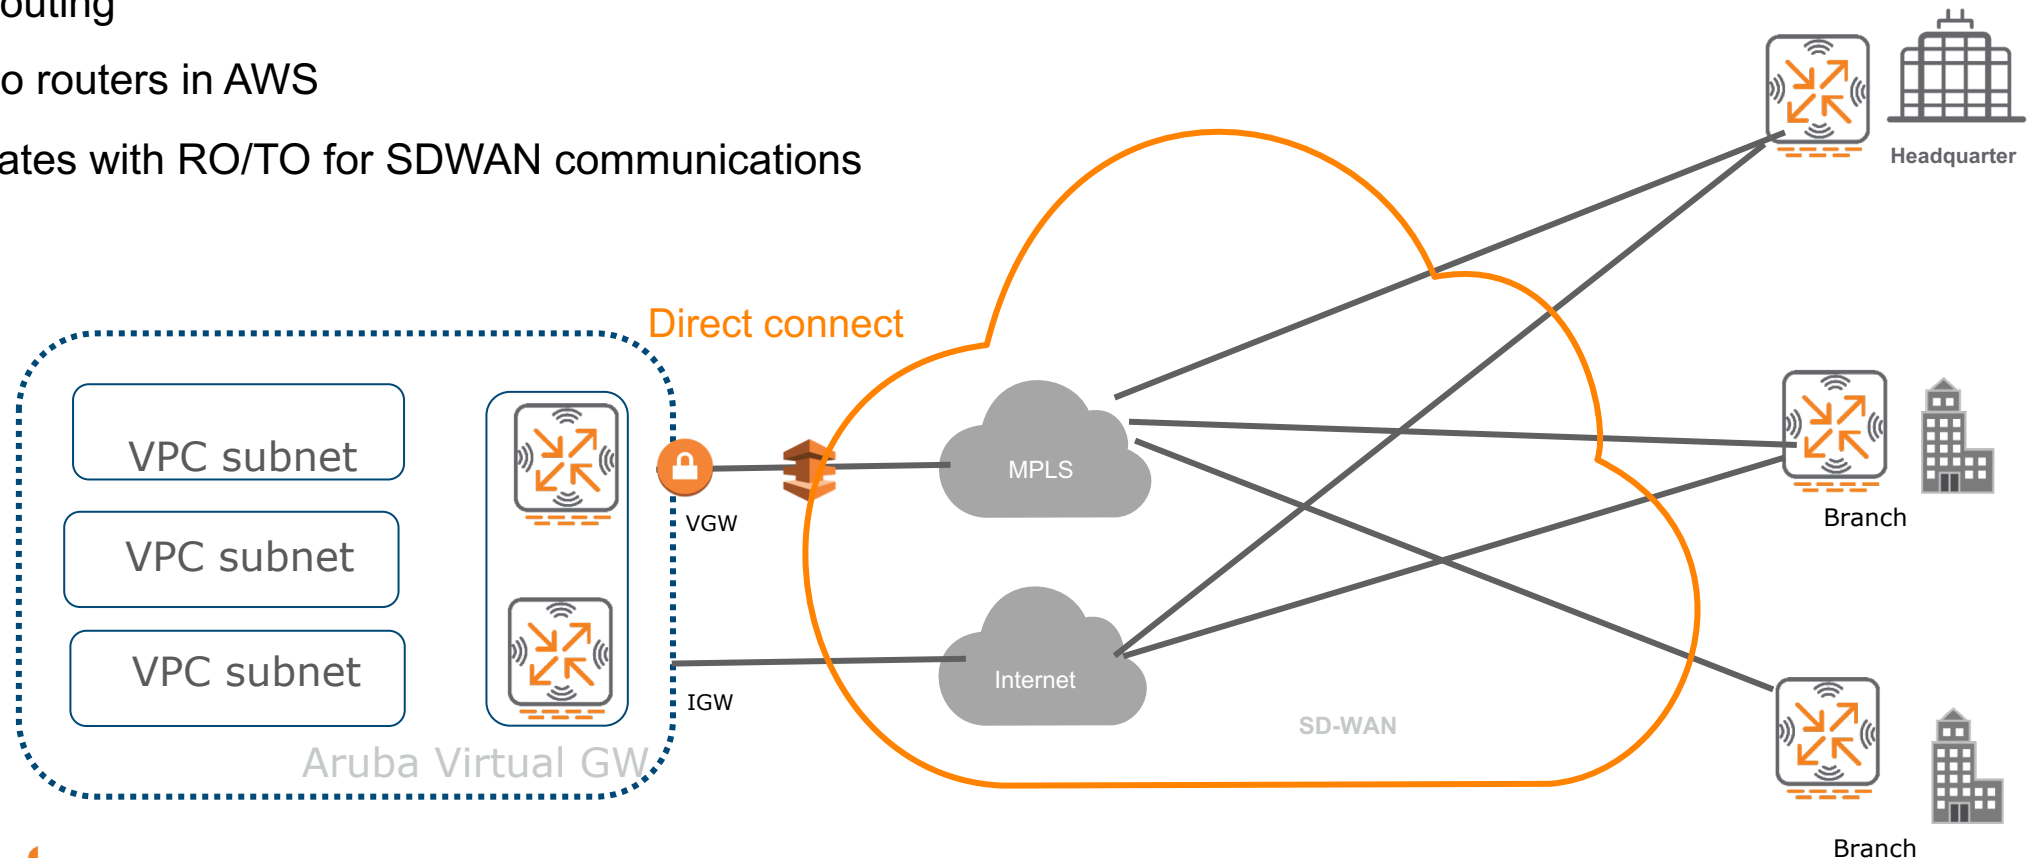 outing
o routers in AWS
ates with RO/TO for SDWAN communications
Headquarter
Direct connect
VPC subnet
MPLS
VGW
Branch
VPC subnet
VPC subnet
Internet
IGW
SD-WAN
Aruba Virtual GW
Branch